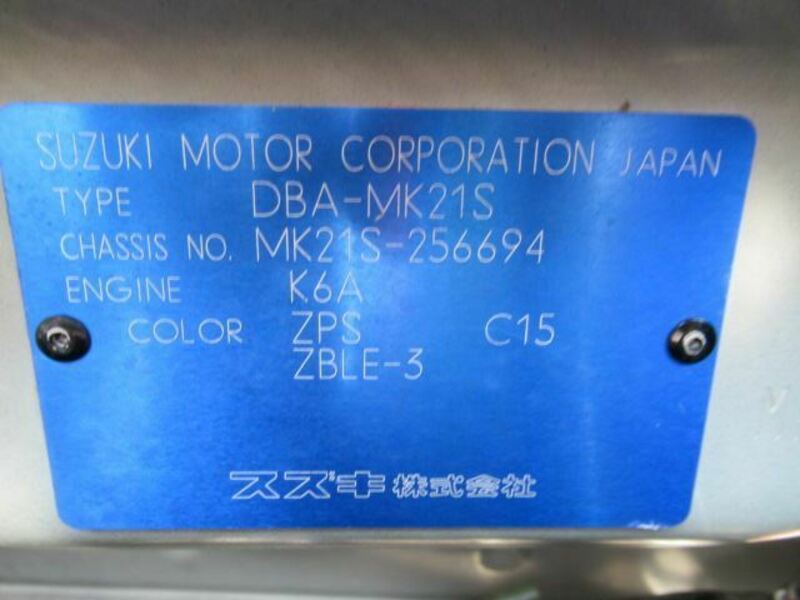 SUZUKI MOTOR CORPORATION JAPAN
TYPE DBA-MK21S
CHASSIS NO. MK21S-256694
ENGINE K6A
COLOR ZPS C15
ZBLE-3
スズキ株式会社